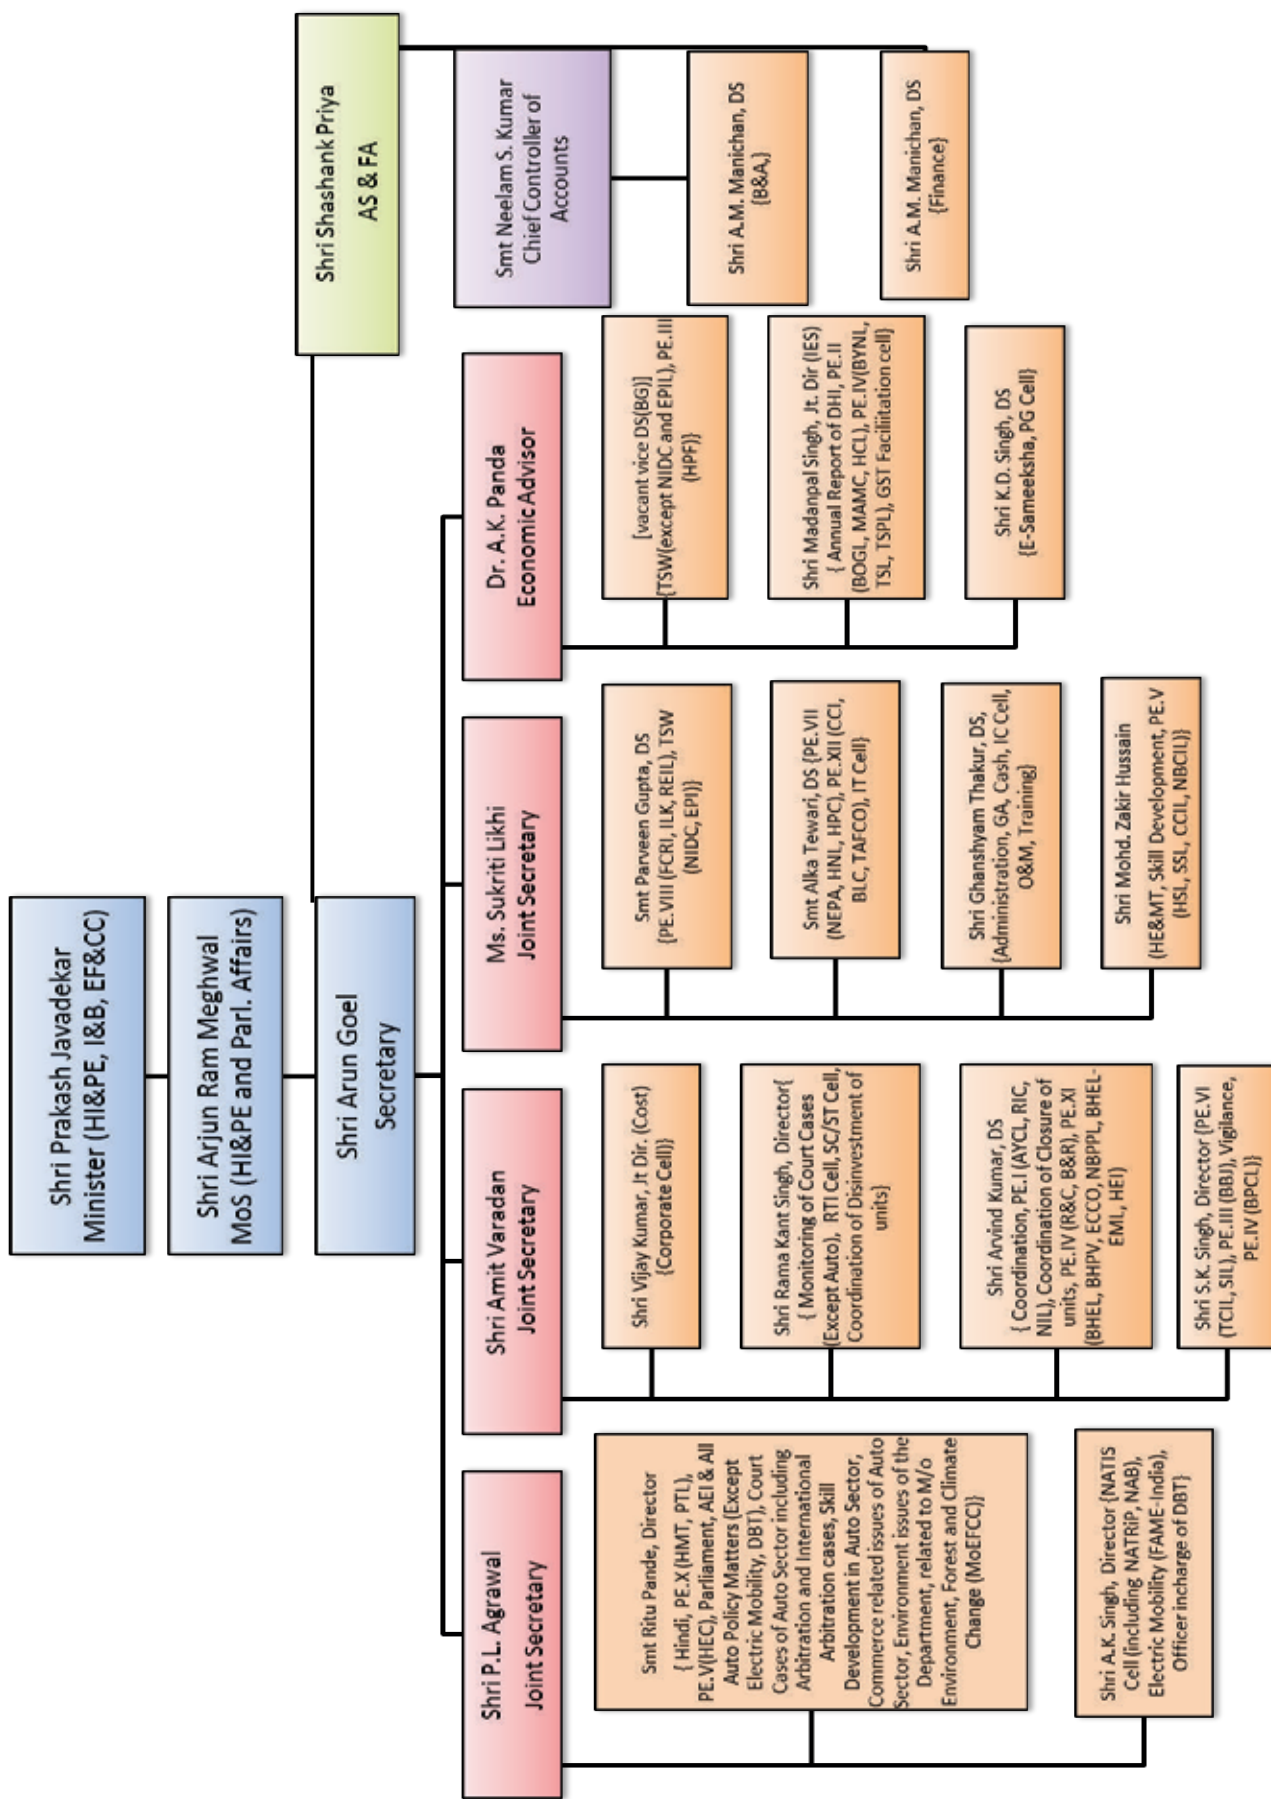 Shri Prakash Javadekar
Minister (HI&PE, I&B, EF&CC)
Shri Arjun Ram Meghwal
MoS (HI&PE and Parl. Affairs)
Shri Arun Goel
Secretary
Shri Shashank Priya
AS & FA
Shri P.L. Agrawal
Joint Secretary
Smt Ritu Pande, Director
{ Hindi, PE.X (HMT, PTL),
PE.V(HEC), Parliament, AEI & All
Auto Policy Matters (Except
Electric Mobility, DBT), Court
Cases of Auto Sector including
Arbitration and International
Arbitration cases, Skill
Development in Auto Sector,
Commerce related issues of Auto
Sector, Environment issues of the
Department, related to M/o
Environment, Forest and Climate
Change (MoEFCC)}
Shri A.K. Singh, Director {NATIS
Cell (including NATRiP, NAB),
Electric Mobility (FAME-India),
Officer incharge of DBT}
Shri Amit Varadan
Joint Secretary
Shri Vijay Kumar, Jt Dir. (Cost)
{Corporate Cell}
Shri Rama Kant Singh, Director{
{ Monitoring of Court Cases
(Except Auto), RTI Cell, SC/ST Cell,
Coordination of Disinvestment of
units}
Shri Arvind Kumar, DS
{ Coordination, PE.I (AYCL, RIC,
NIL), Coordination of Closure of
units, PE.IV (R&C, B&R), PE.XI
(BHEL, BHPV, ECCO, NBPPL, BHEL-
EML, HEI)
Shri S.K. Singh, Director {PE.VI
(TCIL, SIL), PE.III (BBJ), Vigilance,
PE.IV (BPCL)}
Ms. Sukriti Likhi
Joint Secretary
Smt Parveen Gupta, DS
{PE.VIII (FCRI, ILK, REIL), TSW
(NIDC, EPI)}
Smt Alka Tewari, DS {PE.VII
(NEPA, HNL, HPC), PE.XII (CCI,
BLC, TAFCO), IT Cell}
Shri Ghanshyam Thakur, DS,
{Administration, GA, Cash, IC Cell,
O&M, Training}
Shri Mohd. Zakir Hussain
(HE&MT, Skill Development, PE.V
(HSL, SSL, CCIL, NBCIL)}
Dr. A.K. Panda
Economic Advisor
[vacant vice DS(BG)]
{TSW(except NIDC and EPIL), PE.III
(HPF)}
Shri Madanpal Singh, Jt. Dir (IES)
{ Annual Report of DHI, PE.II
(BOGL, MAMC, HCL), PE.IV(BYNL,
TSL, TSPL), GST Faciliitation cell}
Shri K.D. Singh, DS
{E-Sameeksha, PG Cell}
Smt Neelam S. Kumar
Chief Controller of
Accounts
Shri A.M. Manichan, DS
{B&A,}
Shri A.M. Manichan, DS
{Finance}